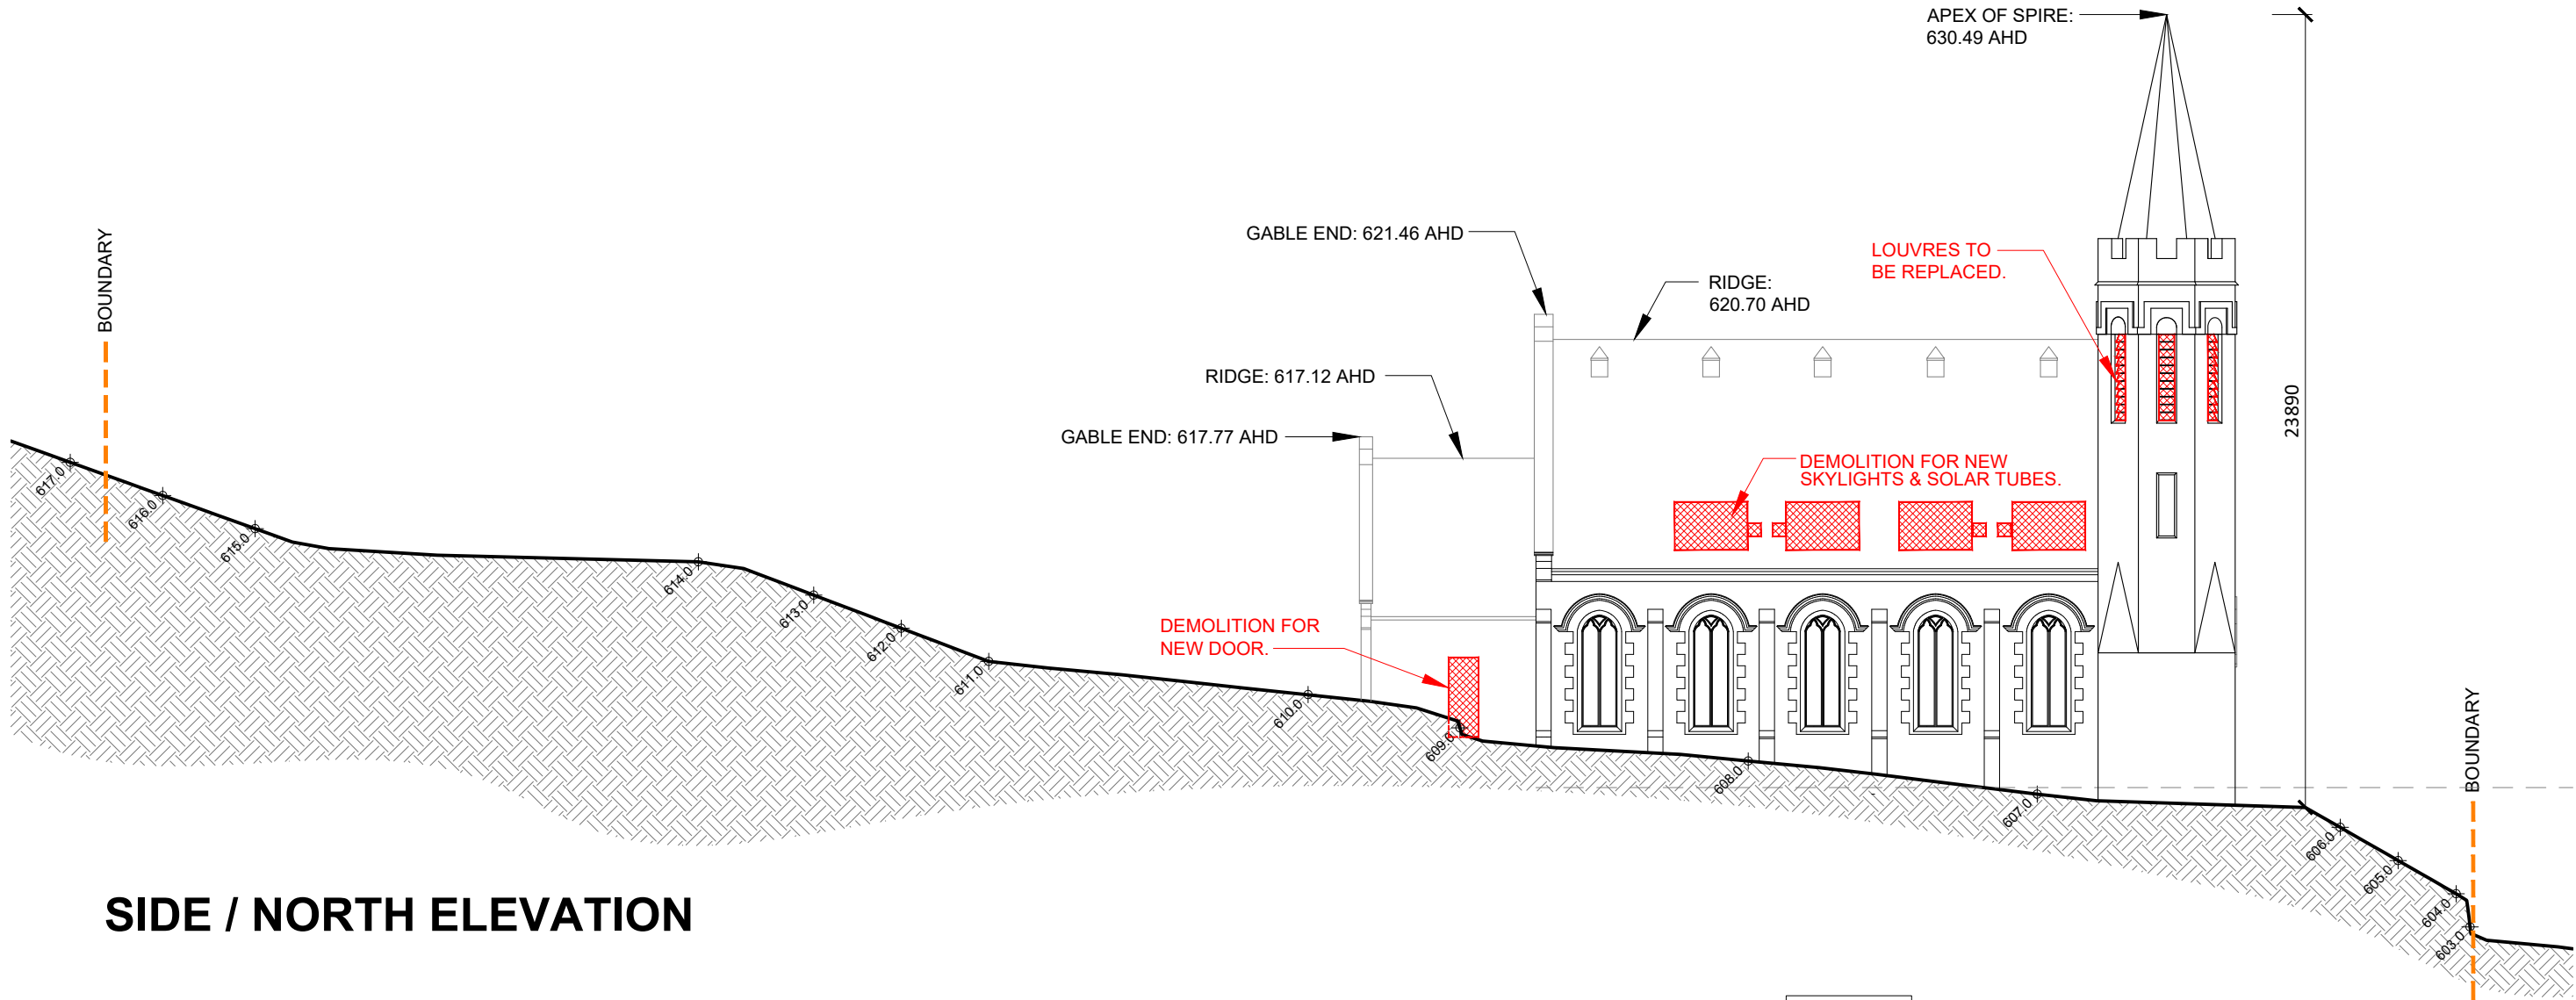 APEX OF SPIRE:
630.49 AHD
BOUNDARY
GABLE END: 621.46 AHD
LOUVRES TO
BE REPLACED.
RIDGE:
620.70 AHD
RIDGE: 617.12 AHD
23890
GABLE END: 617.77 AHD
DEMOLITION FOR NEW
SKYLIGHTS & SOLAR TUBES.
617.0
616.0
615.0
614.0
613.0
612.0
611.0
DEMOLITION FOR
NEW DOOR.
610.0
609.0
608.0
607.0
BOUNDARY
606.0
605.0
604.0
603.0
SIDE / NORTH ELEVATION